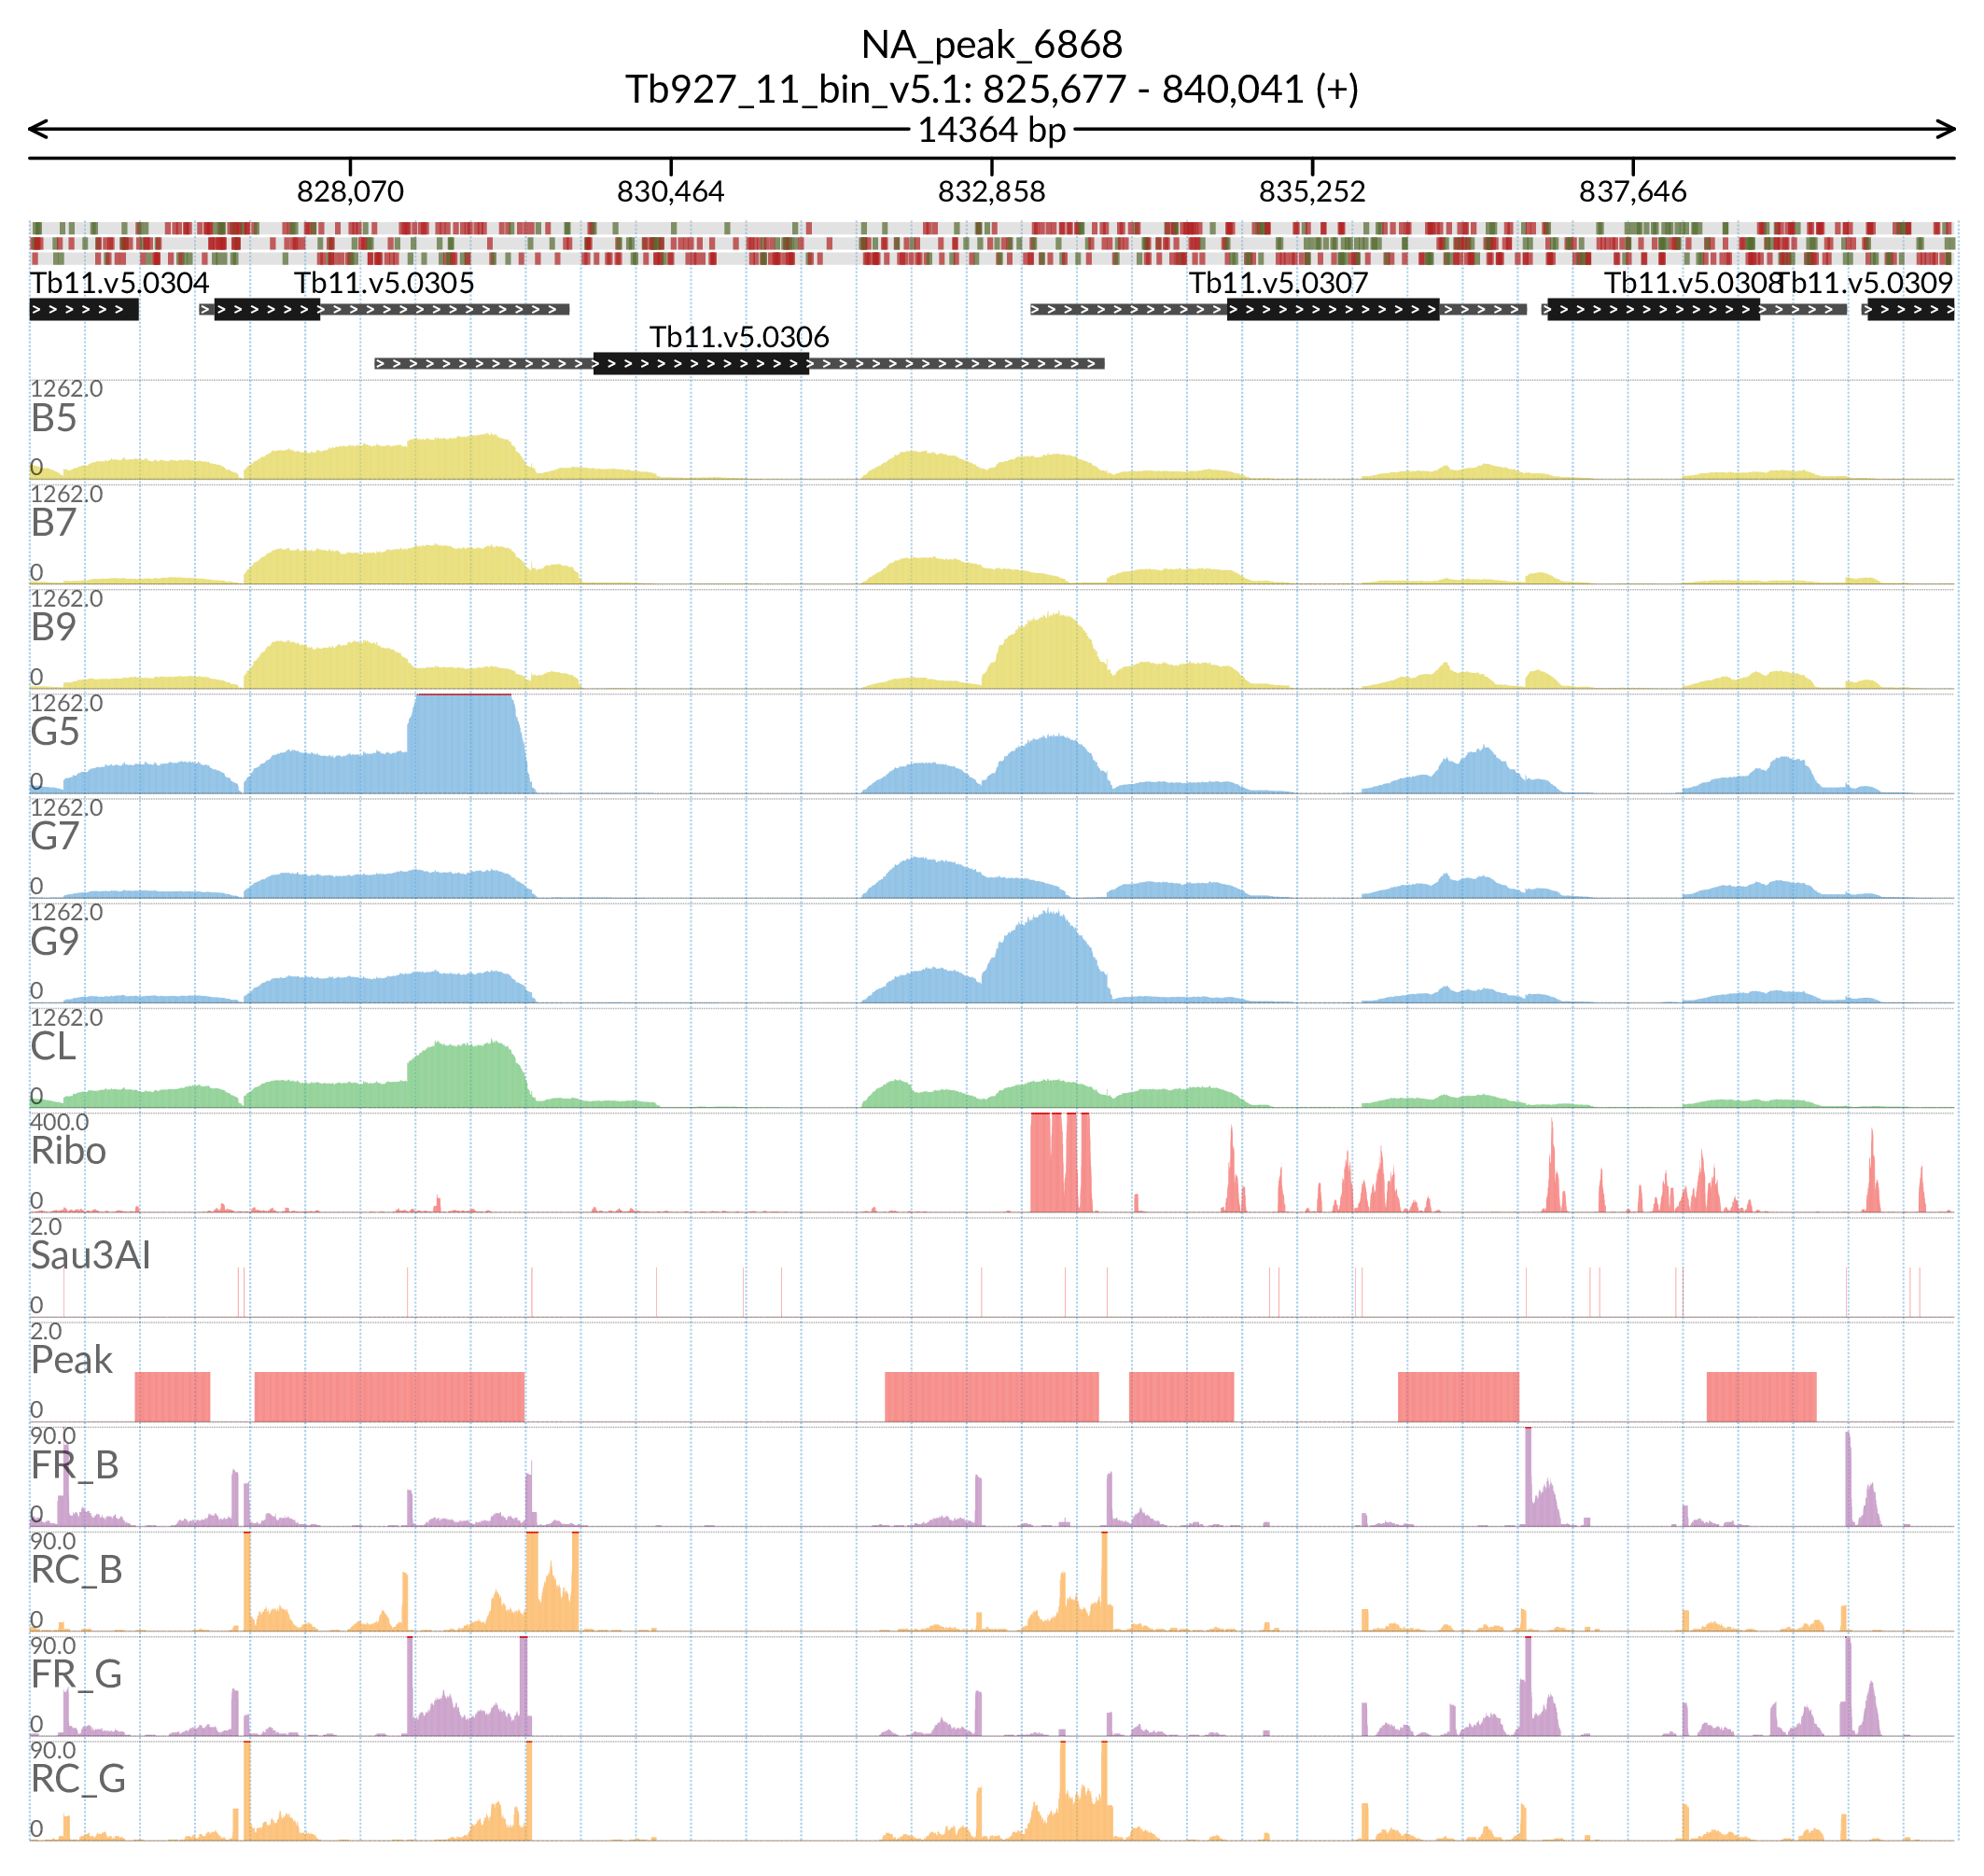 NA_peak_6868
Tb927_11_bin_v5.1: 825,677 - 840,041 (+)
14364 bp
828,070 830,464 832,858 835,252 837,646
Tb11.v5.0304 Tb11.v5.0305 Tb11.v5.0307 Tb11.v5.0308 Tb11.v5.0309
Tb11.v5.0306
1262.0
B5
0
1262.0
B7
0
1262.0
B9
0
1262.0
G5
0
1262.0
G7
0
1262.0
G9
0
1262.0
CL
0
400.0
Ribo
0
2.0
Sau3AI
0
2.0
Peak
0
90.0
FR_B
0
90.0
RC_B
0
90.0
FR_G
0
90.0
RC_G
0